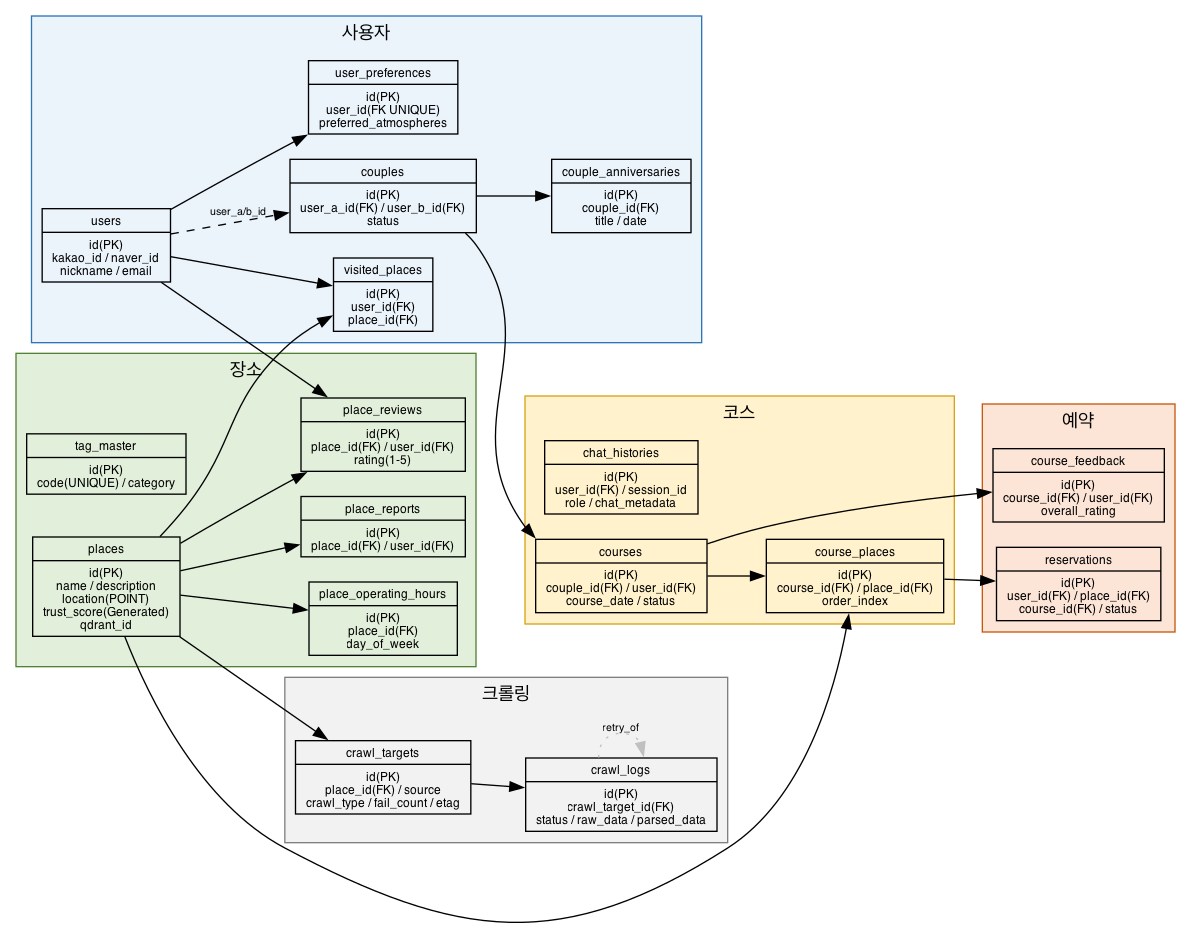 사용자
user_preferences
id(PK)
user_id(FK UNIQUE)
preferred_atmospheres
couples
id(PK)
user_a_id(FK) / user_b_id(FK)
status
couple_anniversaries
id(PK)
couple_id(FK)
title / date
users
id(PK)
kakao_id / naver_id
nickname / email
user_a/b_id
visited_places
id(PK)
user_id(FK)
place_id(FK)
장소
place_reviews
id(PK)
place_id(FK) / user_id(FK)
rating(1-5)
tag_master
id(PK)
code(UNIQUE) / category
place_reports
id(PK)
place_id(FK) / user_id(FK)
places
id(PK)
name / description
location(POINT)
trust_score(Generated)
qdrant_id
place_operating_hours
id(PK)
place_id(FK)
day_of_week
코스
chat_histories
id(PK)
user_id(FK) / session_id
role / chat_metadata
courses
id(PK)
couple_id(FK) / user_id(FK)
course_date / status
course_places
id(PK)
course_id(FK) / place_id(FK)
order_index
예약
course_feedback
id(PK)
course_id(FK) / user_id(FK)
overall_rating
reservations
id(PK)
user_id(FK) / place_id(FK)
course_id(FK) / status
크롤링
crawl_targets
id(PK)
place_id(FK) / source
crawl_type / fail_count / etag
retry_of
crawl_logs
id(PK)
crawl_target_id(FK)
status / raw_data / parsed_data